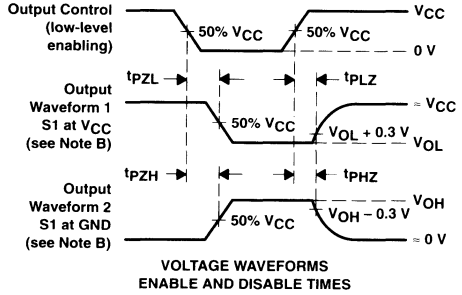 Output Control
(low-level
enabling)
50% VCC
50% VCC
VCC
0 V
tPZL
tPLZ
Output
Waveform 1
S1 at VCC
(see Note B)
50% VCC
≈ VCC
VOL + 0.3 V
VOL
tPZH
tPHZ
Output
Waveform 2
S1 at GND
(see Note B)
50% VCC
VOH
VOH − 0.3 V
≈ 0 V
VOLTAGE WAVEFORMS
ENABLE AND DISABLE TIMES